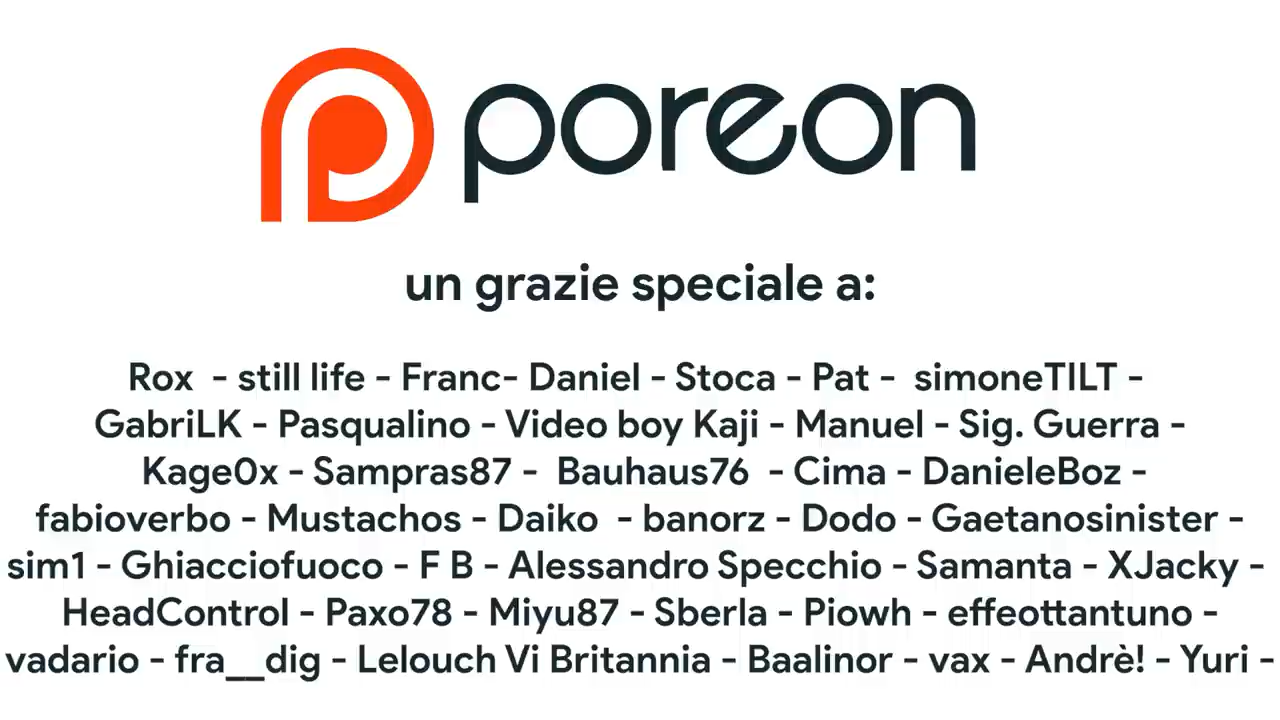 poreon
un grazie speciale a:
Rox - still life - Franc- Daniel - Stoca - Pat - simoneTILT -
GabriLK - Pasqualino - Video boy Kaji - Manuel - Sig. Guerra -
Kage0x - Sampras87 - Bauhaus76 - Cima - DanieleBoz -
fabioverbo - Mustachos - Daiko - banorz - Dodo - Gaetanosinister -
sim1 - Ghiacciofuoco - F B - Alessandro Specchio - Samanta - XJacky -
HeadControl - Paxo78 - Miyu87 - Sberla - Piowh - effeottantuno -
vadario - fra__dig - Lelouch Vi Britannia - Baalinor - vax - Andrè! - Yuri -